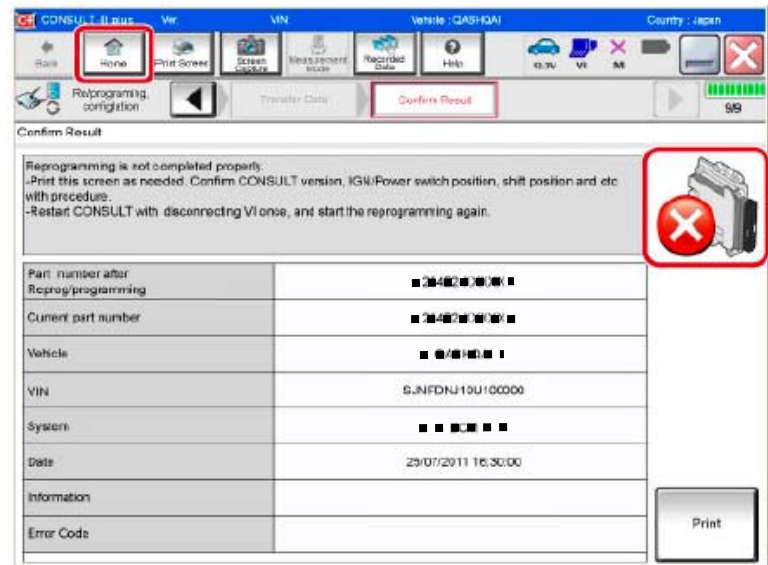 CONSULT-III plus Ver. VIN: Vehicle : QASHQAI Country : Japan
Back Home Print Screen Screen Capture Measurement Mode Recorded Data Help VI M
Re/programing, configlation Transfer Data Confirm Result 9/9
Confirm Result
Reprogramming is not completed properly.
-Print this screen as needed. Confirm CONSULT version, IGN/Power switch position, shift position and etc
with procedure.
-Restart CONSULT with disconnecting VI once, and start the reprogramming again.
Part number after
Reprog/programming
Current part number
Vehicle
VIN
System
Date 25/07/2011 16:30:00
Information
Error Code
Print